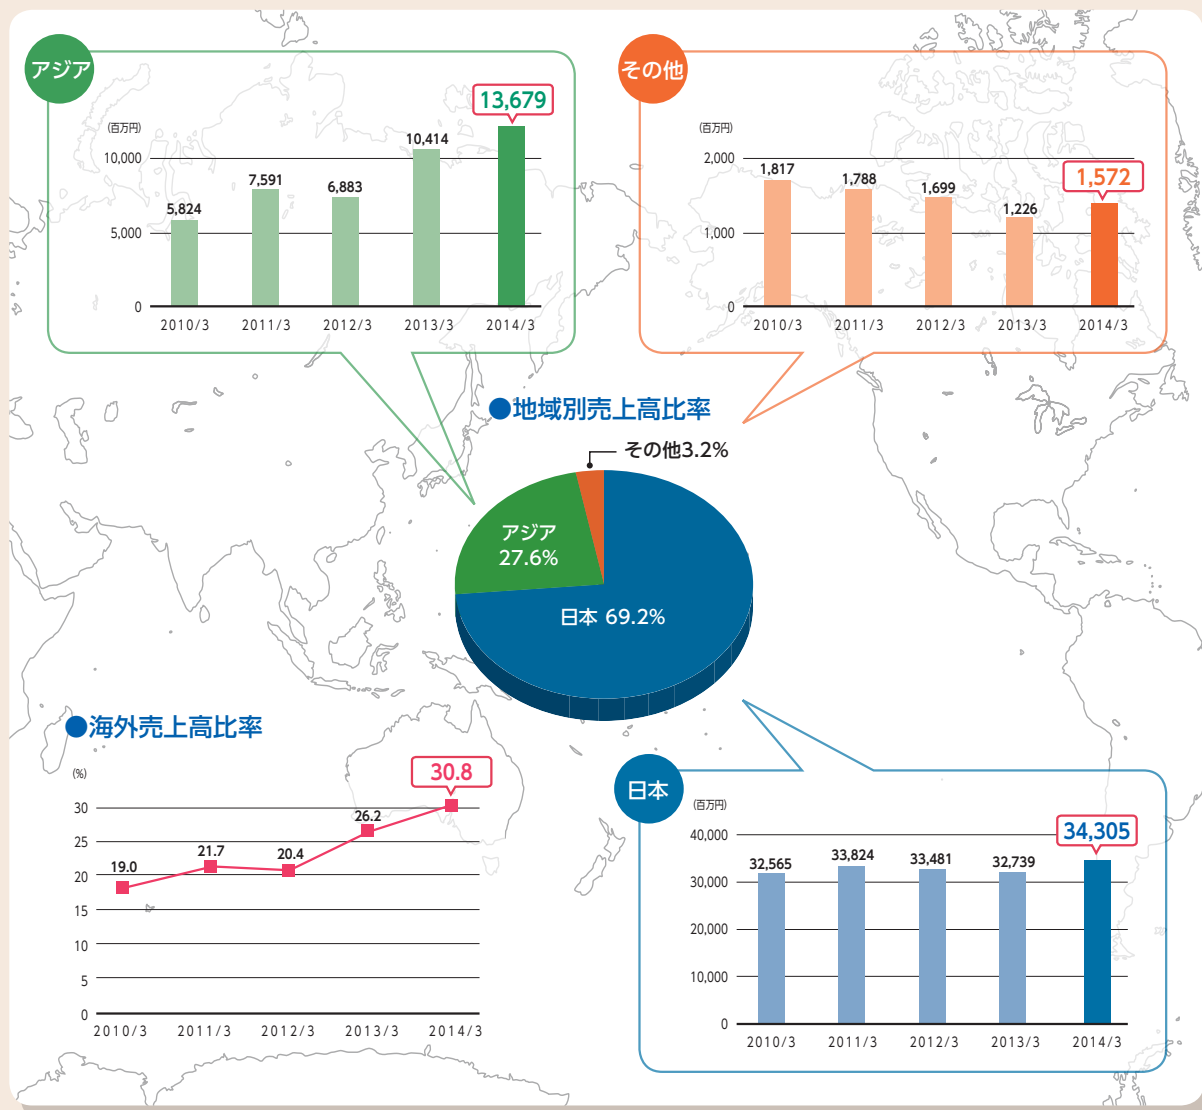 アジア
(百万円)
13,679
10,414
10,000
7,591
6,883
5,824
5,000
0
2010/3 2011/3 2012/3 2013/3 2014/3
その他
(百万円)
2,000
1,817
1,788
1,699
1,572
1,226
1,000
0
2010/3 2011/3 2012/3 2013/3 2014/3
●地域別売上高比率
その他3.2%
アジア
27.6%
日本 69.2%
●海外売上高比率
(%)
30.8
30
26.2
25
21.7
20.4
19.0
20
15
10
5
0
2010/3 2011/3 2012/3 2013/3 2014/3
日本
(百万円)
40,000
34,305
33,824
33,481
32,565
32,739
30,000
20,000
10,000
0
2010/3 2011/3 2012/3 2013/3 2014/3